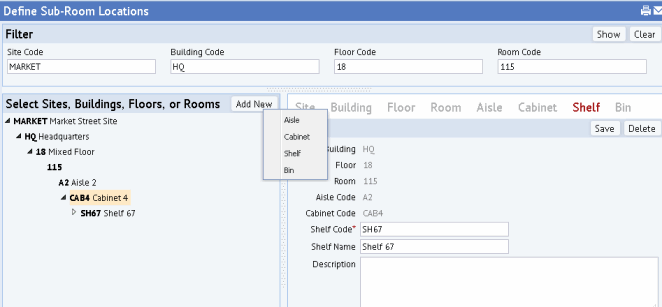 Define Sub-Room Locations
Filter
Show Clear
Site Code Building Code Floor Code Room Code
MARKET HQ 18 115
Select Sites, Buildings, Floors, or Rooms
Add New
MARKET Market Street Site
HQ Headquarters
18 Mixed Floor
115
A2 Aisle 2
CAB4 Cabinet 4
SH67 Shelf 67
Aisle
Cabinet
Shelf
Bin
Site Building Floor Room Aisle Cabinet Shelf Bin
Save Delete
uilding HQ
Floor 18
Room 115
Aisle Code A2
Cabinet Code CAB4
Shelf Code* SH67
Shelf Name Shelf 67
Description